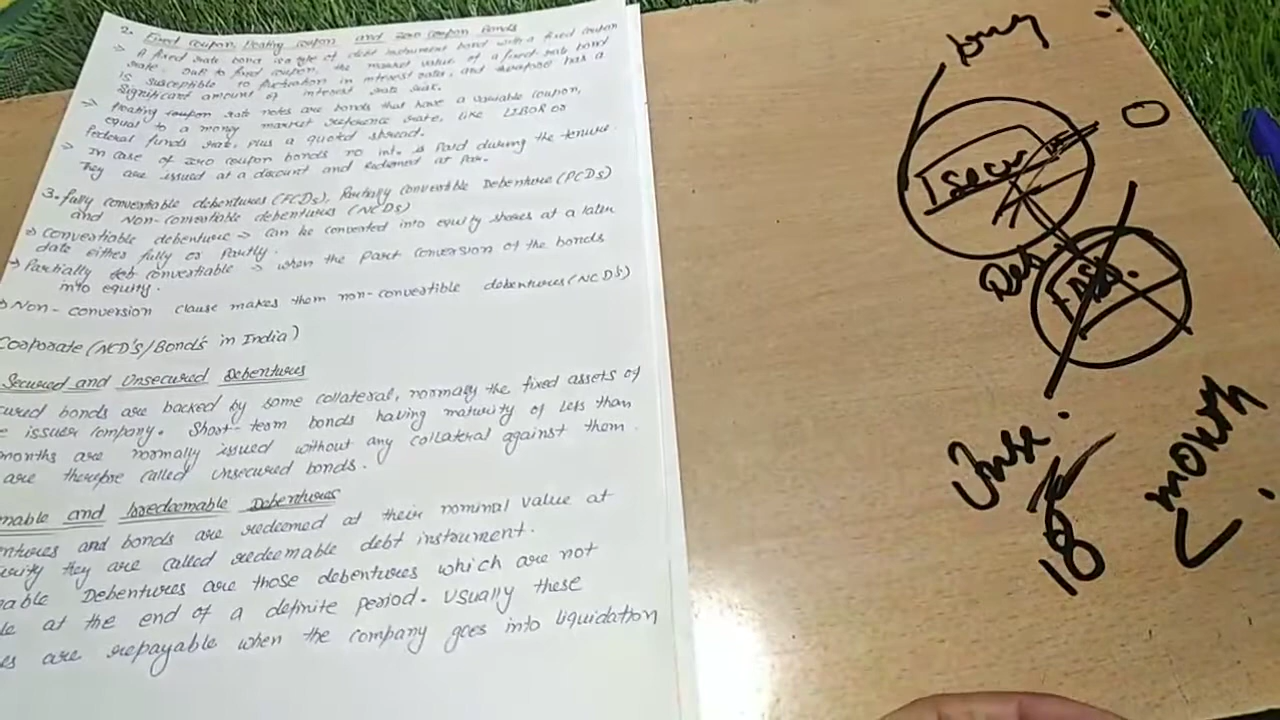 2. Fixed coupon, Floating coupon and zero coupon Bonds
→ A fixed rate bond is a type of debt instrument bond with a fixed coupon
rate. Due to fixed coupon, the market value of a fixed-rate bond
is susceptible to fluctuation in interest rates, and therefore has a
significant amount of interest rate risk.
→ Floating coupon rate notes are bonds that have a variable coupon,
equal to a money market reference rate, like LIBOR or
federal funds rate, plus a quoted spread.
→ In case of zero coupon bonds no int. is paid during the tenure.
They are issued at a discount and redeemed at par.
3. fully convertible debentures (FCDs), Partially convertible Debenture (PCDs)
and Non-convertible debentures (NCDs)
→ Convertible debenture → can be converted into equity shares at a later
date either fully or partly.
→ Partially deb convertiable → when the part conversion of the bonds
into equity.
→ Non-conversion clause makes them non-convertible debentures (NCD's)
Corporate (NCD's/Bonds in India)
Secured and Unsecured Debentures
cured bonds are backed by some collateral, normaly the fixed assets of
e issuer company. Short-term bonds having maturity of less than
months are normally issued without any collateral against them.
are therefore called unsecured bonds.
mable and Irredeemable Debentures
entures and bonds are redeemed at their nominal value at
urity they are called redeemable debt instrument.
mable Debentures are those debentures which are not
le at the end of a definite period. Usually these
es are repayable when the company goes into liquidation
Secu
Deb
Unse.
18
month
<